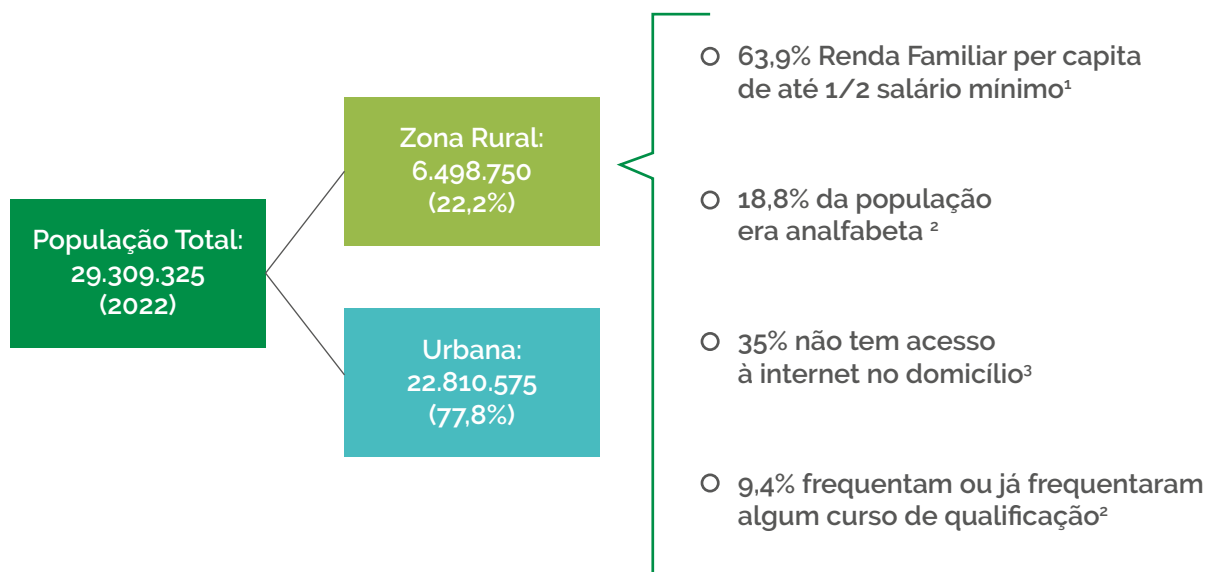 População Total:
29.309.325
(2022)
Zona Rural:
6.498.750
(22,2%)
Urbana:
22.810.575
(77,8%)
63,9% Renda Familiar per capita
de até 1/2 salário mínimo¹
18,8% da população
era analfabeta ²
35% não tem acesso
à internet no domicílio³
9,4% frequentam ou já frequentaram
algum curso de qualificação²